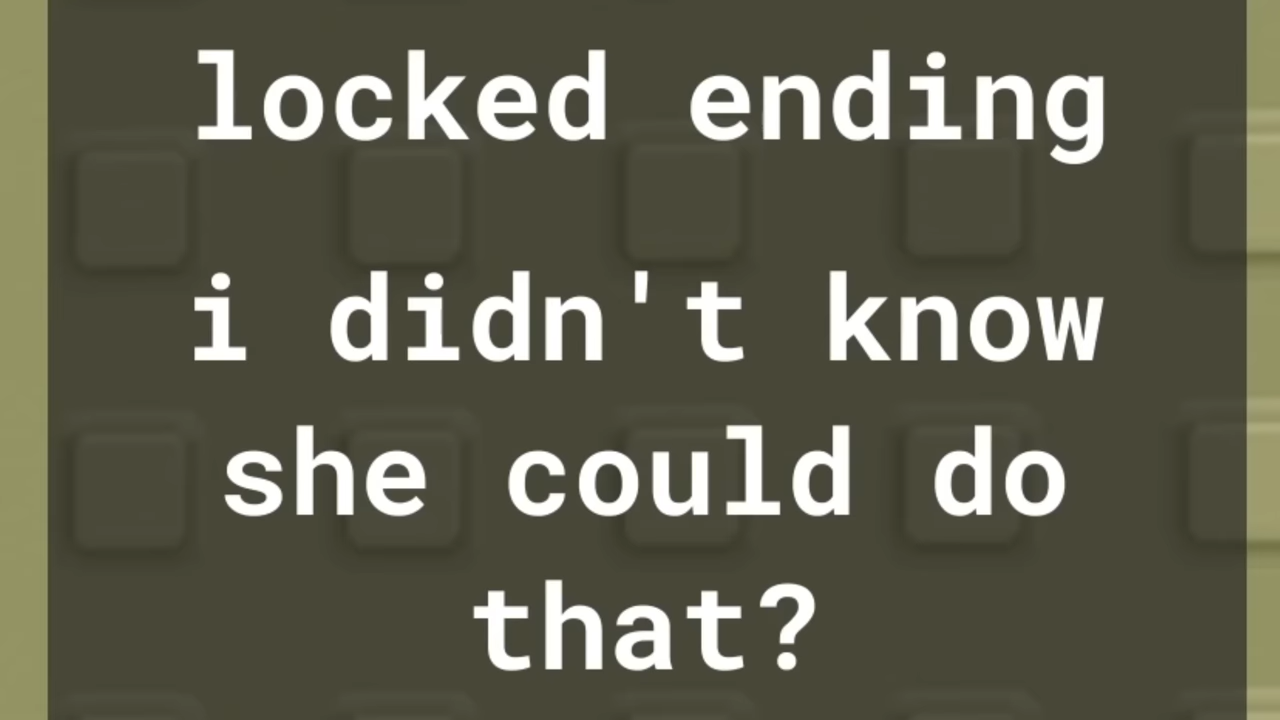 locked ending
i didn't know
she could do
that?